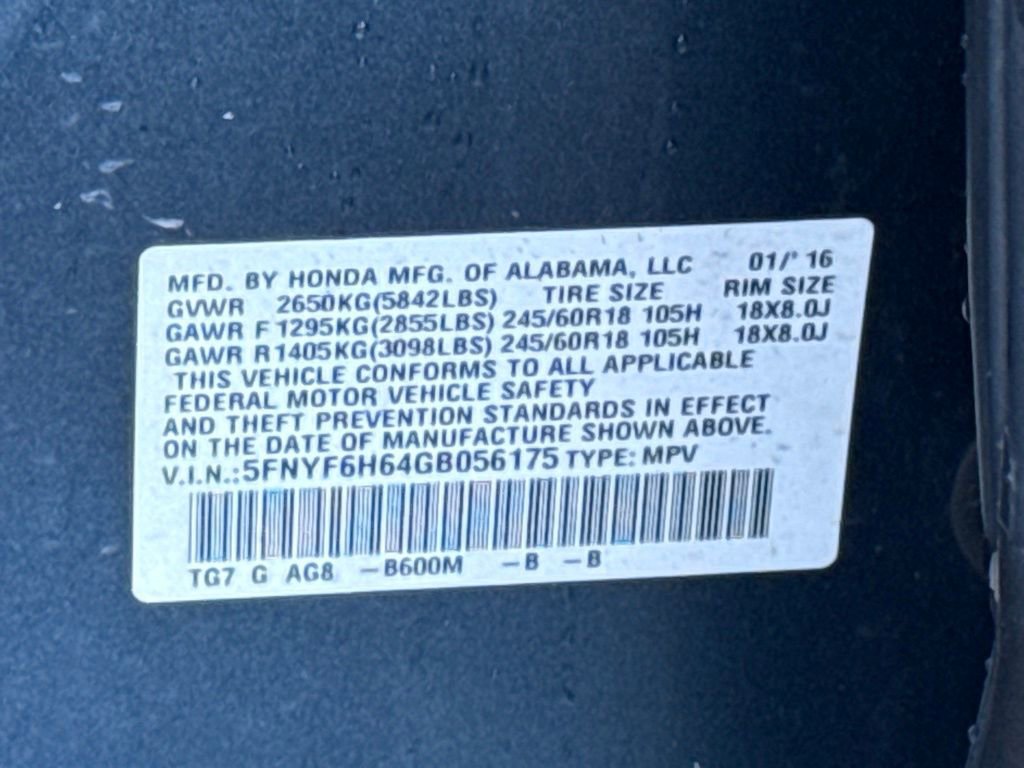 MFD. BY HONDA MFG. OF ALABAMA, LLC 01/' 16
GVWR 2650KG(5842LBS) TIRE SIZE RIM SIZE
GAWR F 1295KG(2855LBS) 245/60R18 105H 18X8.0J
GAWR R 1405KG(3098LBS) 245/60R18 105H 18X8.0J
THIS VEHICLE CONFORMS TO ALL APPLICABLE
FEDERAL MOTOR VEHICLE SAFETY
AND THEFT PREVENTION STANDARDS IN EFFECT
ON THE DATE OF MANUFACTURE SHOWN ABOVE.
V.I.N.:5FNYF6H64GB056175 TYPE: MPV
TG7 G AG8 –B600M –B –B